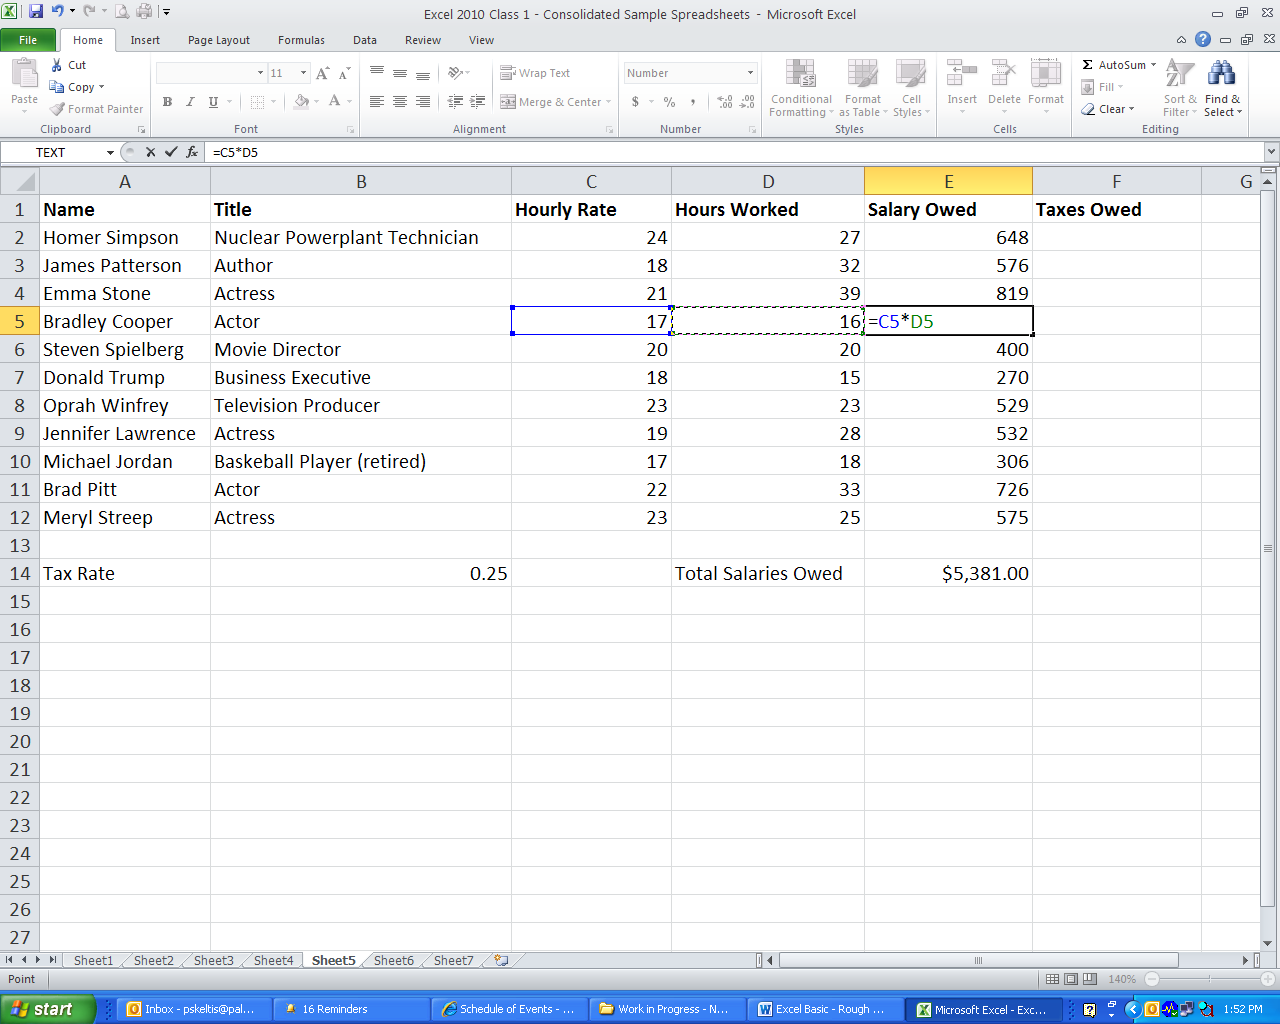 Excel 2010 Class 1 - Consolidated Sample Spreadsheets - Microsoft Excel
File Home Insert Page Layout Formulas Data Review View
Paste Cut Copy Format Painter Clipboard
11 A A B I U A Font
Wrap Text Merge & Center Alignment
Number $ % , .00 .00 Number
Conditional Formatting Format as Table Cell Styles Styles
Insert Delete Format Cells
Σ AutoSum Fill Clear Sort & Filter Find & Select Editing
TEXT fx =C5*D5
A B C D E F G
1 Name Title Hourly Rate Hours Worked Salary Owed Taxes Owed
2 Homer Simpson Nuclear Powerplant Technician 24 27 648
3 James Patterson Author 18 32 576
4 Emma Stone Actress 21 39 819
5 Bradley Cooper Actor 17 16 =C5*D5
6 Steven Spielberg Movie Director 20 20 400
7 Donald Trump Business Executive 18 15 270
8 Oprah Winfrey Television Producer 23 23 529
9 Jennifer Lawrence Actress 19 28 532
10 Michael Jordan Baskeball Player (retired) 17 18 306
11 Brad Pitt Actor 22 33 726
12 Meryl Streep Actress 23 25 575
13
14 Tax Rate 0.25 Total Salaries Owed $5,381.00
15
16
17
18
19
20
21
22
23
24
25
26
27
Sheet1 Sheet2 Sheet3 Sheet4 Sheet5 Sheet6 Sheet7
Point 140%
start Inbox - pskeltis@pal... 16 Reminders Schedule of Events - ... Work in Progress - N... Excel Basic - Rough ... Microsoft Excel - Exc... 1:52 PM